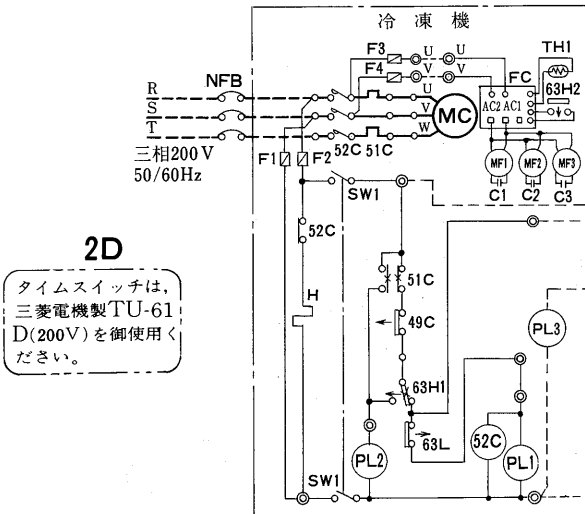 冷凍機
F3
U
U
TH1
F4
V
V
FC
63H2
NFB
R
U
AC2
AC1
S
V
MC
T
W
三相200V
50/60Hz
F1
F2
52C
51C
MF1
MF2
MF3
C1
C2
C3
SW1
52C
2D
タイムスイッチは,
三菱電機製TU-61
D(200V)を御使用く
ださい。
H
51C
49C
PL3
63H1
63L
52C
PL2
PL1
SW1